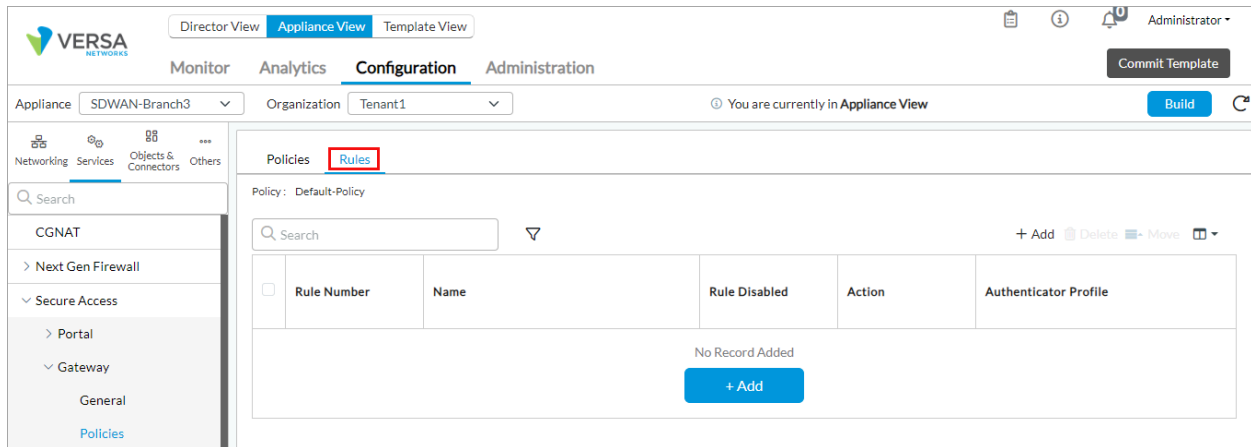 Director View Appliance View Template View
0
Administrator
VERSA
NETWORKS
Monitor Analytics Configuration Administration
Commit Template
Appliance SDWAN-Branch3 Organization Tenant1 You are currently in Appliance View Build
Networking Services Objects & Connectors Others
Policies Rules
Search
Policy : Default-Policy
CGNAT
Search
+ Add Delete Move
> Next Gen Firewall
Secure Access
Rule Number Name Rule Disabled Action Authenticator Profile
> Portal
No Record Added
Gateway
+ Add
General
Policies